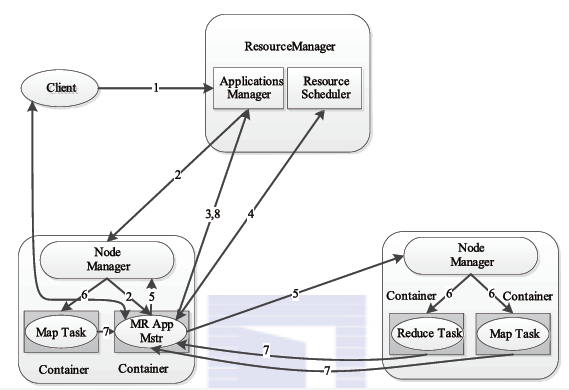 ResourceManager
Client
1
Applications
Manager
Resource
Scheduler
2
3,8
4
Node
Manager
6
2
5
Map Task
7
MR App
Mstr
Container
Container
5
Node
Manager
Container
6
6
Container
Reduce Task
Map Task
7
7